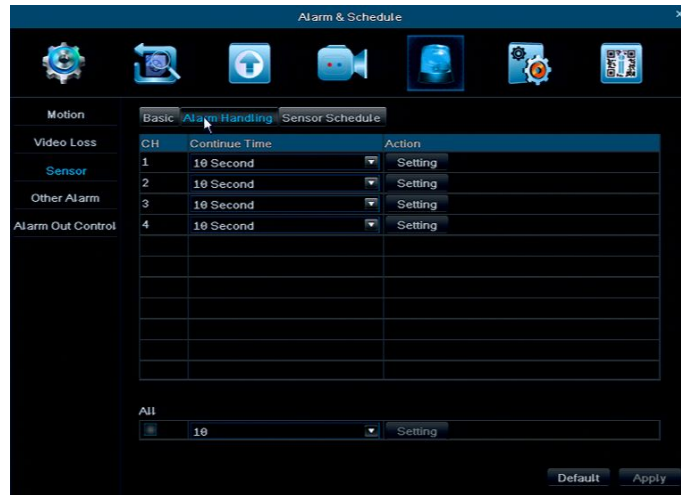 Alarm & Schedule ×
Motion
Video Loss
Sensor
Other Alarm
Alarm Out Control
Basic Alarm Handling Sensor Schedule
CH Continue Time Action
1 10 Second Setting
2 10 Second Setting
3 10 Second Setting
4 10 Second Setting
All
10 Setting
Default Apply